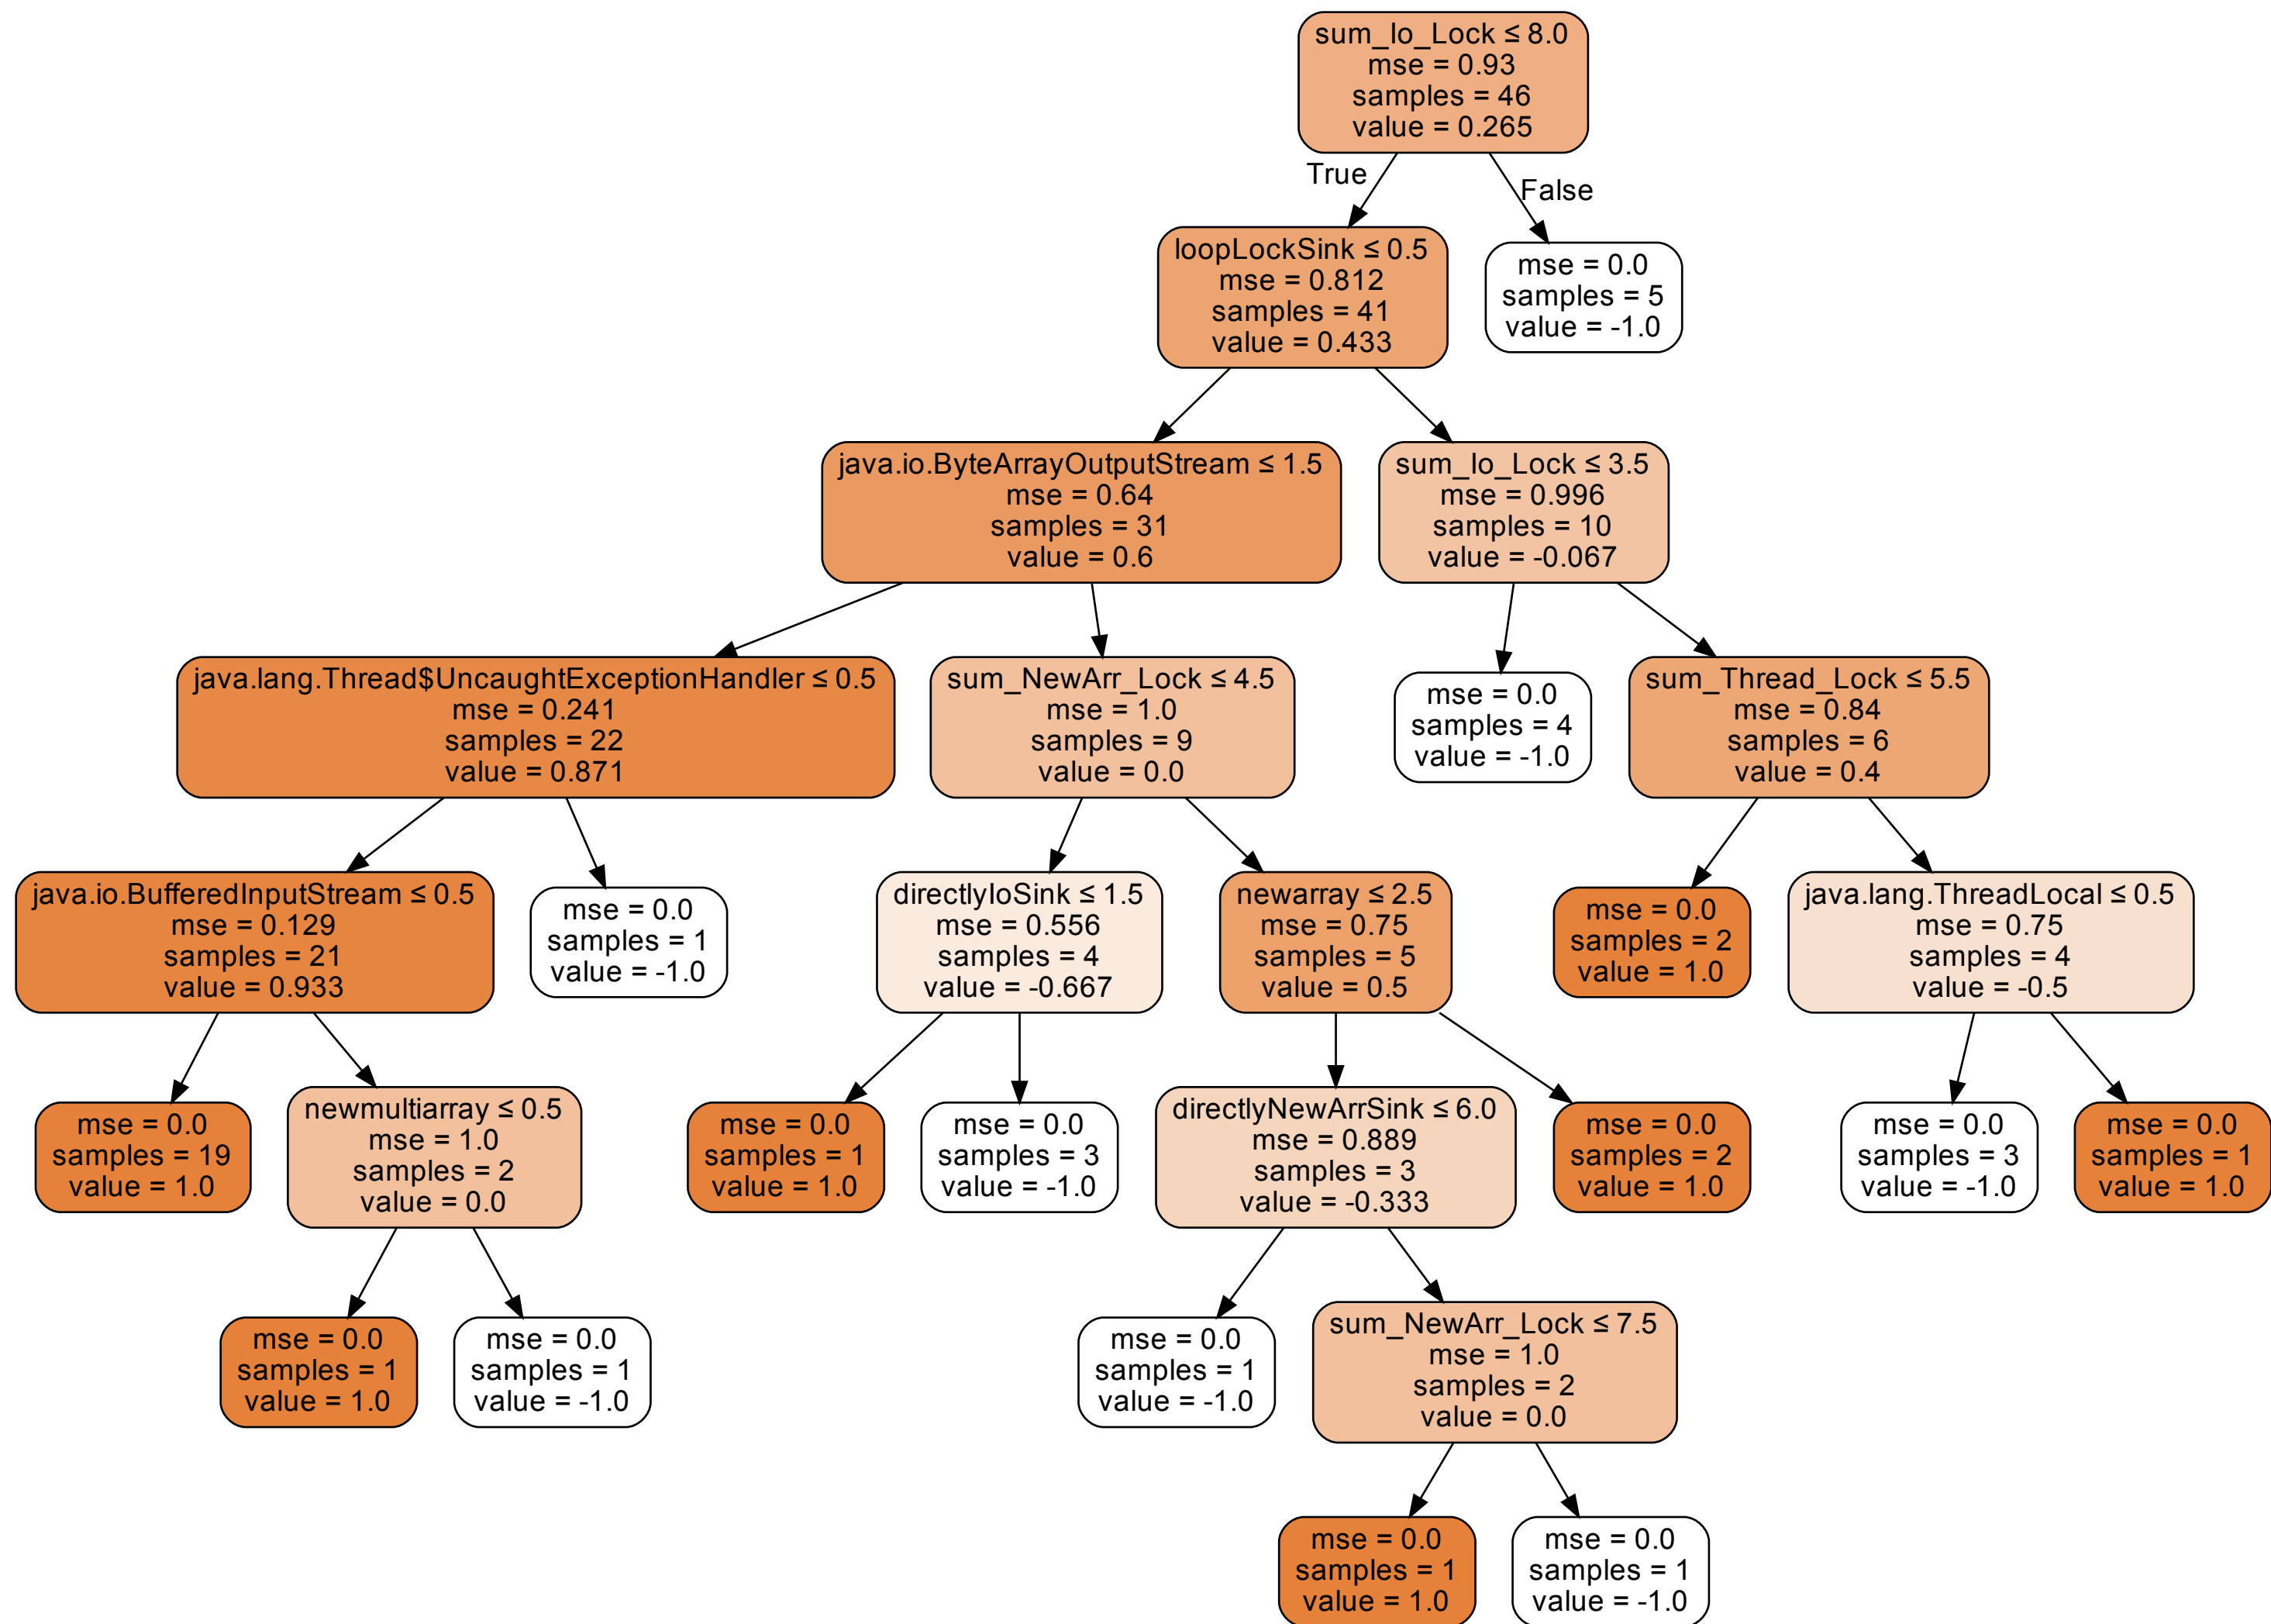 sum_Io_Lock ≤ 8.0
mse = 0.93
samples = 46
value = 0.265
True
False
loopLockSink ≤ 0.5
mse = 0.812
samples = 41
value = 0.433
mse = 0.0
samples = 5
value = -1.0
java.io.ByteArrayOutputStream ≤ 1.5
mse = 0.64
samples = 31
value = 0.6
sum_Io_Lock ≤ 3.5
mse = 0.996
samples = 10
value = -0.067
java.lang.Thread$UncaughtExceptionHandler ≤ 0.5
mse = 0.241
samples = 22
value = 0.871
sum_NewArr_Lock ≤ 4.5
mse = 1.0
samples = 9
value = 0.0
mse = 0.0
samples = 4
value = -1.0
sum_Thread_Lock ≤ 5.5
mse = 0.84
samples = 6
value = 0.4
java.io.BufferedInputStream ≤ 0.5
mse = 0.129
samples = 21
value = 0.933
mse = 0.0
samples = 1
value = -1.0
directlyIoSink ≤ 1.5
mse = 0.556
samples = 4
value = -0.667
newarray ≤ 2.5
mse = 0.75
samples = 5
value = 0.5
mse = 0.0
samples = 2
value = 1.0
java.lang.ThreadLocal ≤ 0.5
mse = 0.75
samples = 4
value = -0.5
mse = 0.0
samples = 19
value = 1.0
newmultiarray ≤ 0.5
mse = 1.0
samples = 2
value = 0.0
mse = 0.0
samples = 1
value = 1.0
mse = 0.0
samples = 3
value = -1.0
directlyNewArrSink ≤ 6.0
mse = 0.889
samples = 3
value = -0.333
mse = 0.0
samples = 2
value = 1.0
mse = 0.0
samples = 3
value = -1.0
mse = 0.0
samples = 1
value = 1.0
mse = 0.0
samples = 1
value = 1.0
mse = 0.0
samples = 1
value = -1.0
mse = 0.0
samples = 1
value = -1.0
sum_NewArr_Lock ≤ 7.5
mse = 1.0
samples = 2
value = 0.0
mse = 0.0
samples = 1
value = 1.0
mse = 0.0
samples = 1
value = -1.0